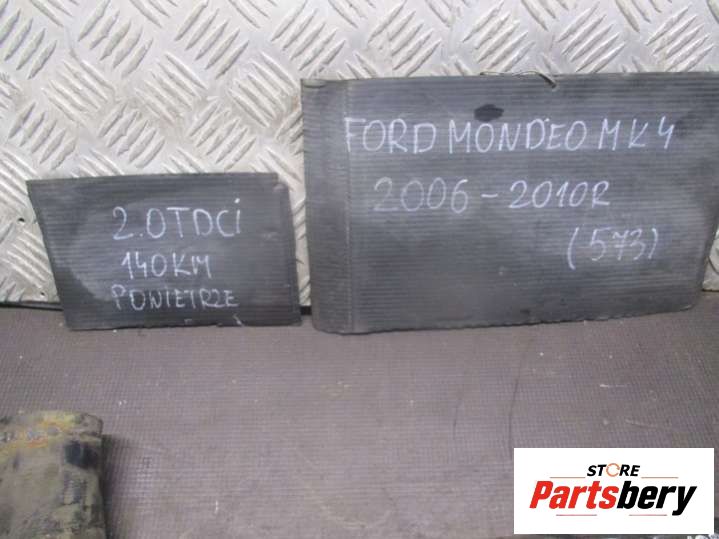 2.0TDCi
140KM
POWIETRZE
FORD MONDEO MK4
2006-2010R
(573)
STORE
Partsbery